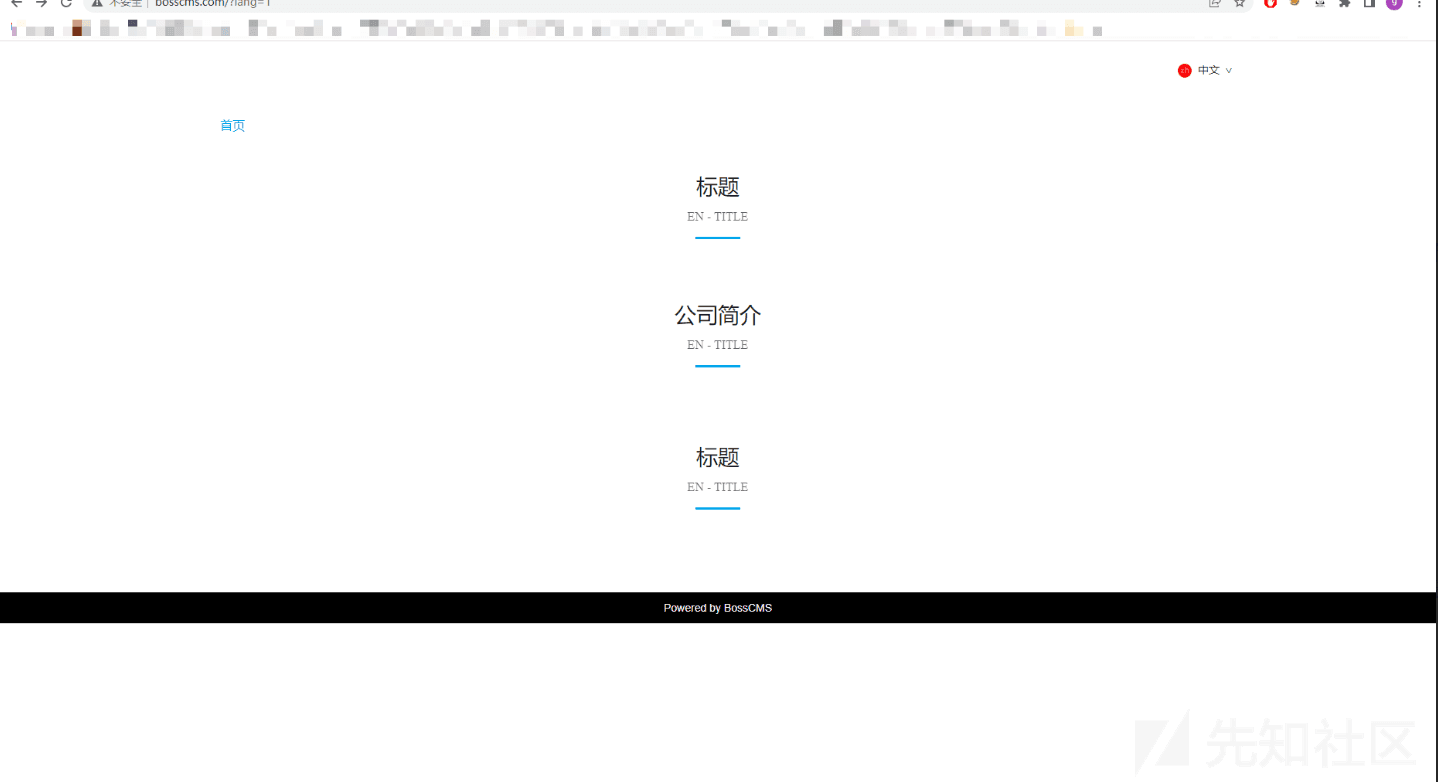 不安全 | bosscms.com/?lang=1
zh 中文
首页
标题
EN - TITLE
公司简介
EN - TITLE
标题
EN - TITLE
Powered by BossCMS
先知社区